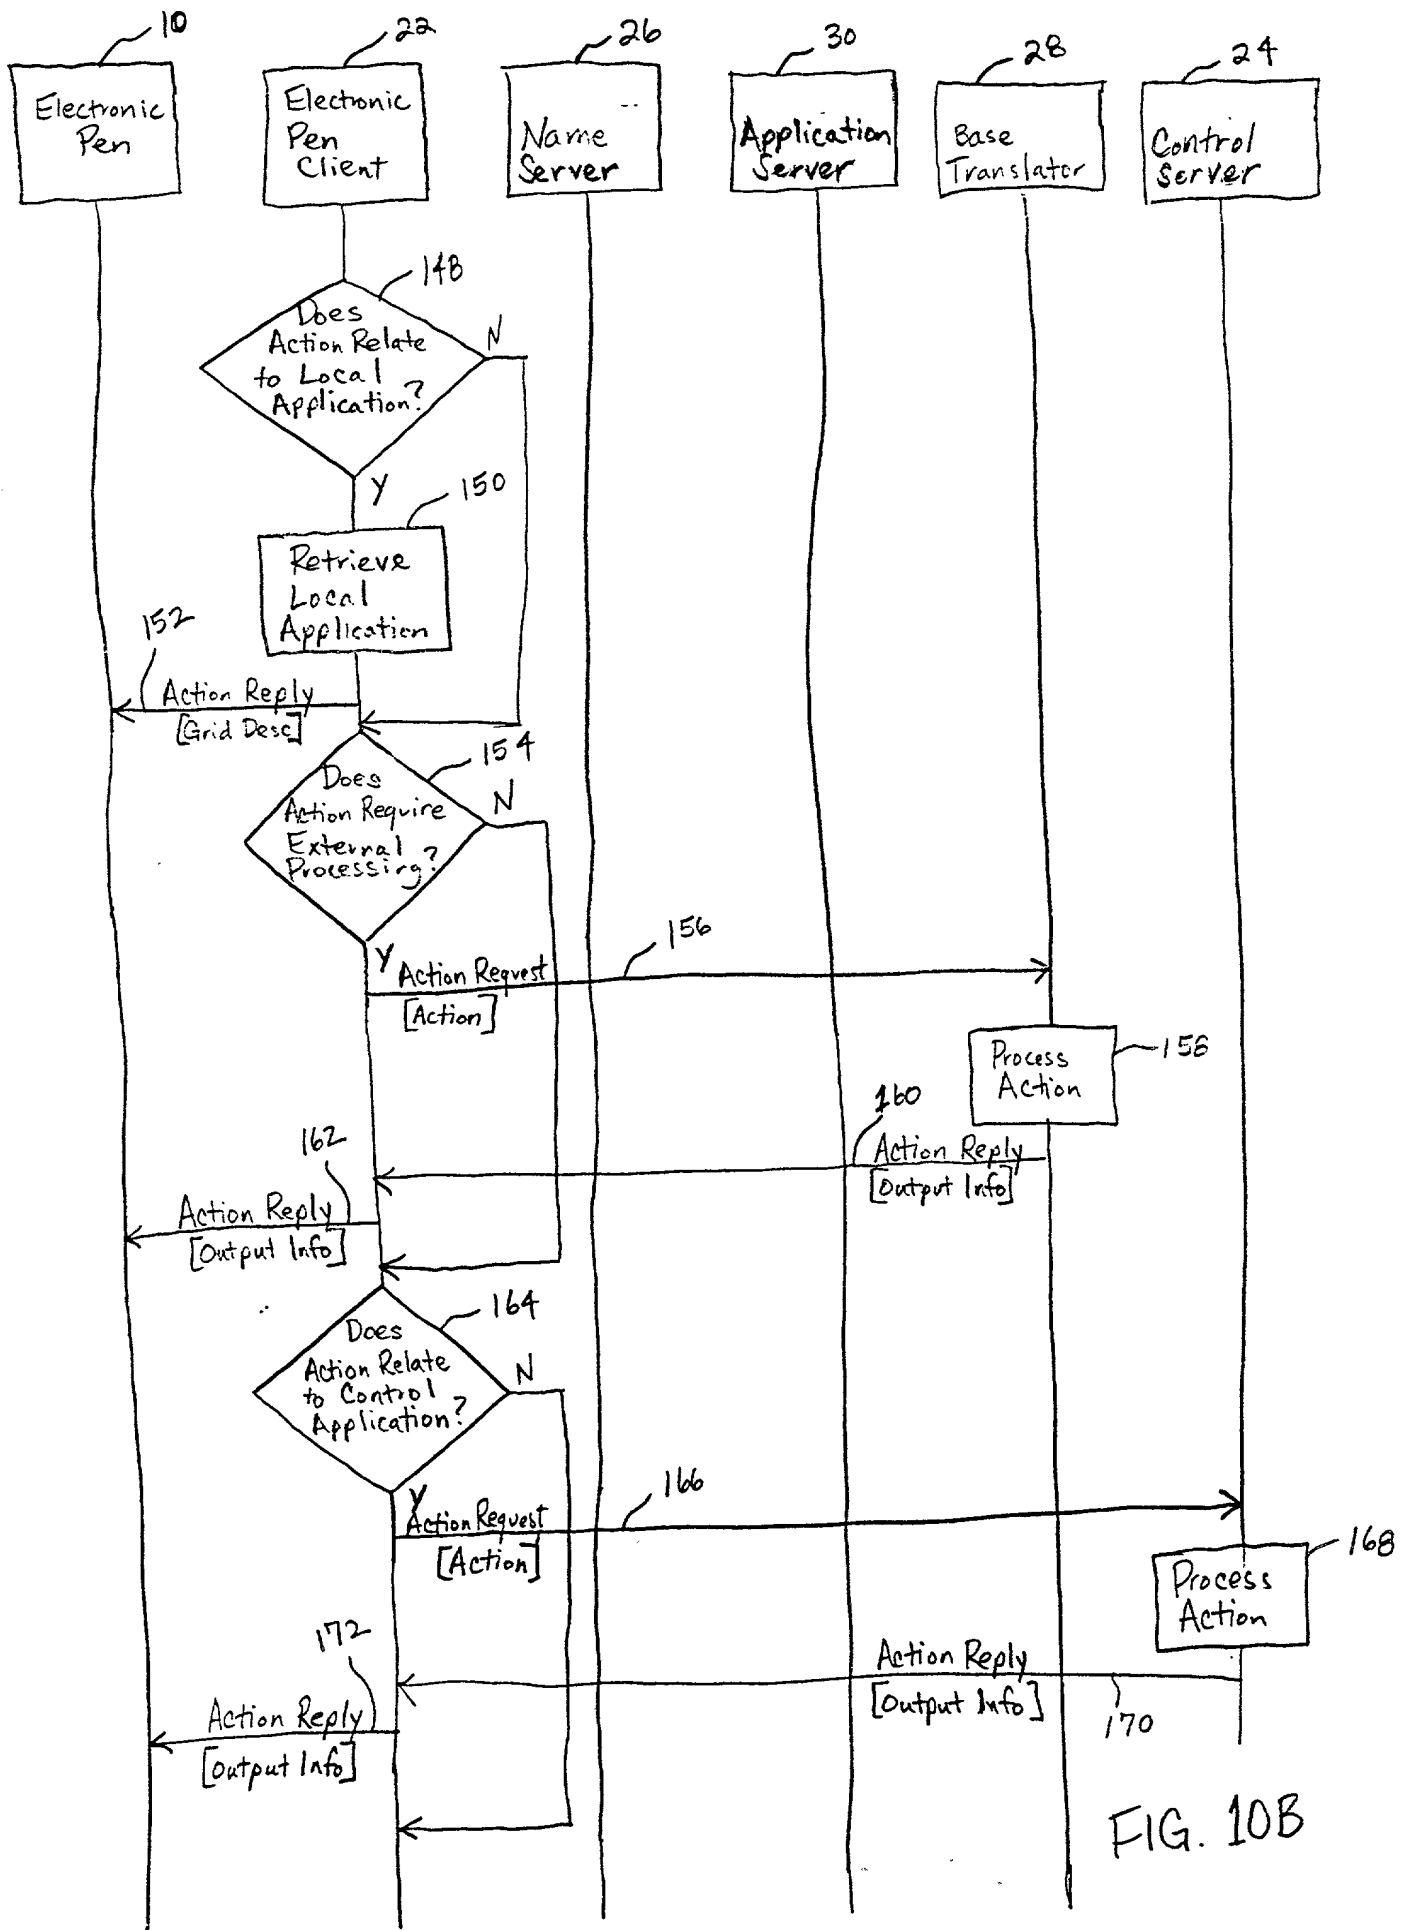 10
22
26
30
28
24
Electronic
Pen
Electronic
Pen
Client
Name
Server
Application
Server
Base
Translator
Control
Server
148
Does
Action Relate
to Local
Application?
N
Y
150
Retrieve
Local
Application
152
Action Reply
[Grid Desc]
154
Does
Action Require
External
Processing?
N
Y
Action Request
[Action]
156
Process
Action
158
160
Action Reply
[Output Info]
162
Action Reply
[Output Info]
164
Does
Action Relate
to Control
Application?
N
Y
Action Request
[Action]
166
Process
Action
168
Action Reply
[Output Info]
170
172
Action Reply
[Output Info]
FIG. 10B